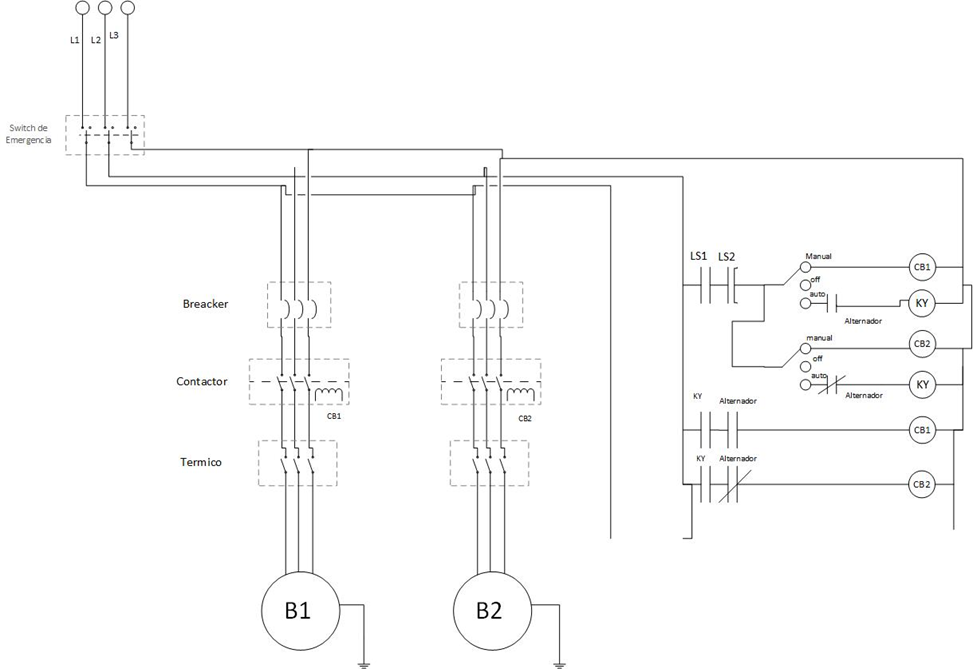 L1 L2 L3
Switch de
Emergencia
LS1 LS2
Manual
CB1
off
auto
KY
Alternador
manual
CB2
off
auto
KY
Alternador
Breacker
Contactor
CB1
CB2
KY Alternador
CB1
Termico
KY Alternador
CB2
B1 B2